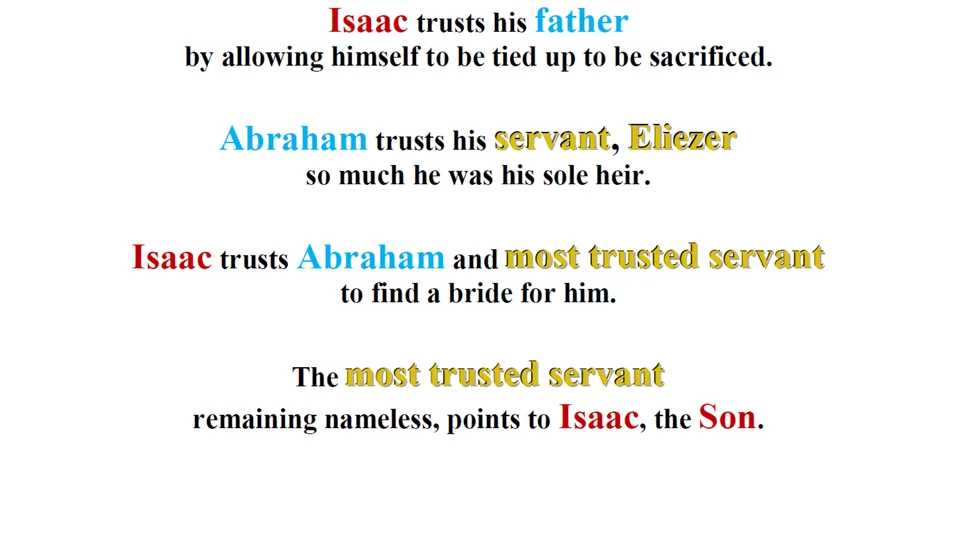 Isaac trusts his father
by allowing himself to be tied up to be sacrificed.
Abraham trusts his servant, Eliezer
so much he was his sole heir.
Isaac trusts Abraham and most trusted servant
to find a bride for him.
The most trusted servant
remaining nameless, points to Isaac, the Son.